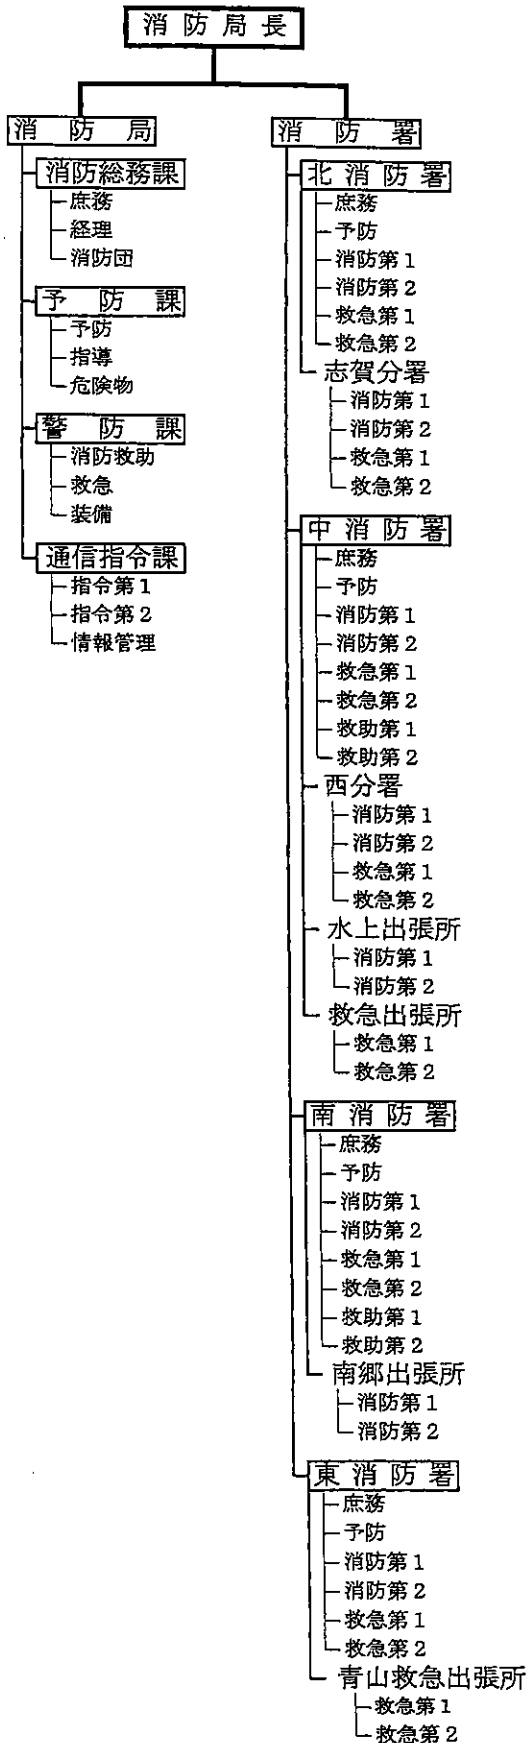 消防局長
消防局
消防総務課
庶務
経理
消防団
予防課
予防
指導
危険物
警防課
消防救助
救急
装備
通信指令課
指令第1
指令第2
情報管理
消防署
北消防署
庶務
予防
消防第1
消防第2
救急第1
救急第2
志賀分署
消防第1
消防第2
救急第1
救急第2
中消防署
庶務
予防
消防第1
消防第2
救急第1
救急第2
救助第1
救助第2
西分署
消防第1
消防第2
救急第1
救急第2
水上出張所
消防第1
消防第2
救急出張所
救急第1
救急第2
南消防署
庶務
予防
消防第1
消防第2
救急第1
救急第2
救助第1
救助第2
南郷出張所
消防第1
消防第2
東消防署
庶務
予防
消防第1
消防第2
救急第1
救急第2
青山救急出張所
救急第1
救急第2